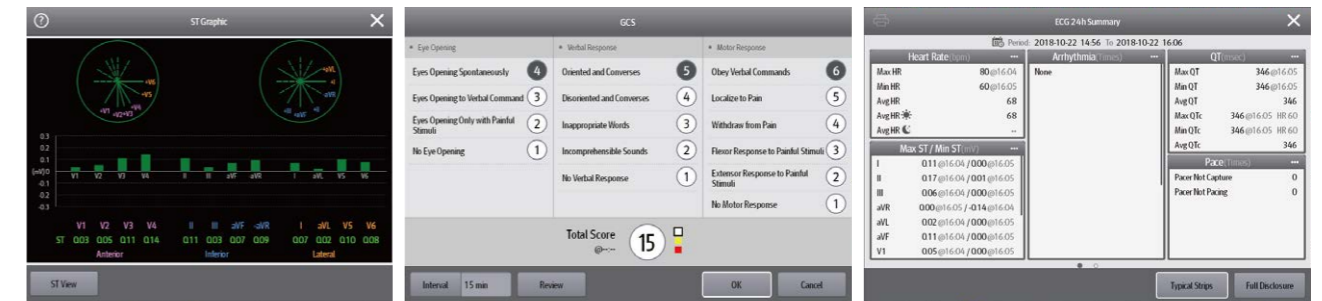 ST Graphic
+V6
+V5
+V4
+V1 +V2+V3
+aVL
+I
-aVR
+II
0.3
0.2
0.1
(mV)0
-0.1
-0.2
-0.3
V1 V2 V3 V4 II III aVF -aVR I aVL V5 V6
V1 V2 V3 V4 II III aVF -aVR I aVL V5 V6
ST 0.03 0.05 0.11 0.14 0.11 0.03 0.07 0.09 0.07 0.02 0.10 0.08
Anterior Inferior Lateral
ST View
GCS
Eye Opening
Eyes Opening Spontaneously 4
Eyes Opening to Verbal Command 3
Eyes Opening Only with Painful
Stimuli 2
No Eye Opening 1
Verbal Response
Oriented and Converses 5
Disoriented and Converses 4
Inappropriate Words 3
Incomprehensible Sounds 2
No Verbal Response 1
Motor Response
Obey Verbal Commands 6
Localize to Pain 5
Withdraw from Pain 4
Flexor Response to Painful Stimuli 3
Extensor Response to Painful
Stimuli 2
No Motor Response 1
Total Score 15
@--:--
Interval 15 min Review OK Cancel
ECG 24h Summary
Period: 2018-10-22 14:56 To 2018-10-22 16:06
Heart Rate(bpm)
Max HR 80@16:04
Min HR 60@16:05
Avg HR 68
Avg HR 68
Avg HR --
Max ST / Min ST(mV)
I 0.11@16:04 / 0.00@16:05
II 0.17@16:04 / 0.01@16:05
III 0.06@16:04 / 0.00@16:05
aVR 0.00@16:05 / -0.14@16:04
aVL 0.02@16:04 / 0.00@16:05
aVF 0.11@16:04 / 0.00@16:05
V1 0.05@16:04 / 0.00@16:05
Arrhythmia(Times)
None
QT(msec)
Max QT 346@16:05
Min QT 346@16:05
Avg QT 346
Max QTc 346@16:05 HR 60
Min QTc 346@16:05 HR 60
Avg QTc 346
Pace(Times)
Pacer Not Capture 0
Pacer Not Pacing 0
Typical Strips Full Disclosure